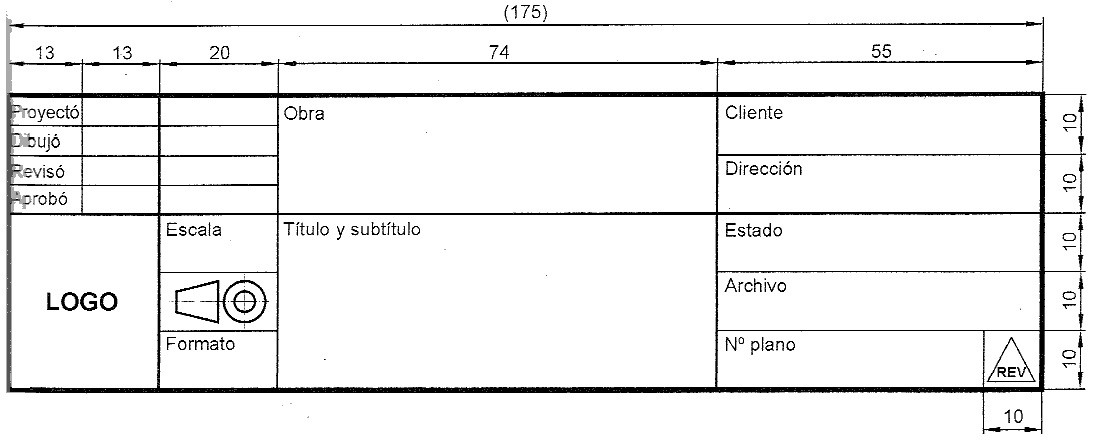 (175)
13 13 20 74 55
Proyectó
Dibujó
Revisó
Aprobó
Obra
Cliente
Dirección
10
10
Escala
Título y subtítulo
Estado
10
LOGO
Archivo
10
Formato
Nº plano
REV
10
10